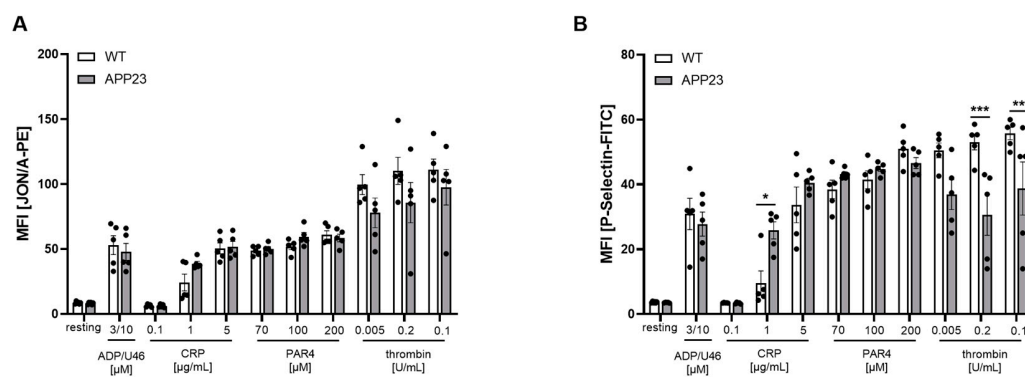 A
MFI [JON/A-PE]
200
150
100
50
0
WT
APP23
resting 3/10 0.1 1 5 70 100 200 0.005 0.2 0.1
ADP/U46 CRP PAR4 thrombin
[µM] [µg/mL] [µM] [U/mL]
B
MFI [P-Selectin-FITC]
80
60
40
20
0
WT
APP23
*
***
**
resting 3/10 0.1 1 5 70 100 200 0.005 0.2 0.1
ADP/U46 CRP PAR4 thrombin
[µM] [µg/mL] [µM] [U/mL]